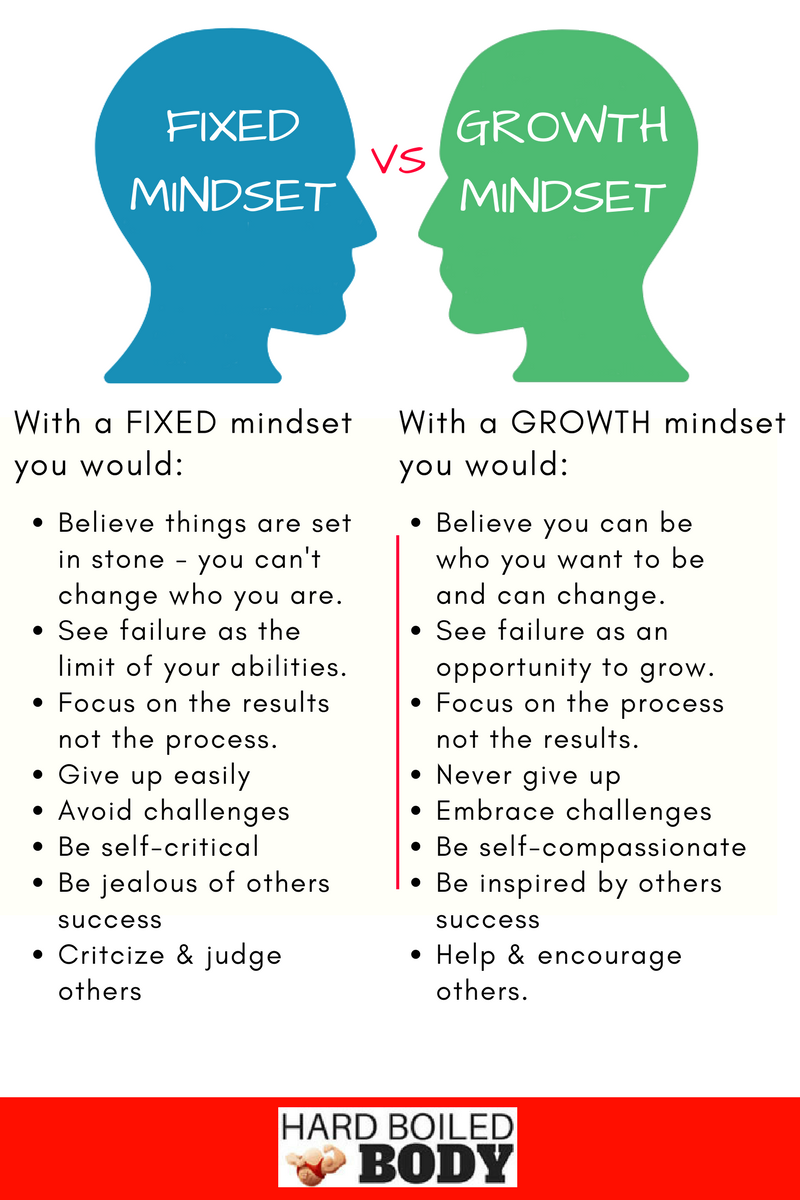 FIXED
MINDSET
VS
GROWTH
MINDSET
With a FIXED mindset
you would:
• Believe things are set
in stone - you can't
change who you are.
• See failure as the
limit of your abilities.
• Focus on the results
not the process.
• Give up easily
• Avoid challenges
• Be self-critical
• Be jealous of others
success
• Critcize & judge
others
With a GROWTH mindset
you would:
• Believe you can be
who you want to be
and can change.
• See failure as an
opportunity to grow.
• Focus on the process
not the results.
• Never give up
• Embrace challenges
• Be self-compassionate
• Be inspired by others
success
• Help & encourage
others.
HARD BOILED
BODY